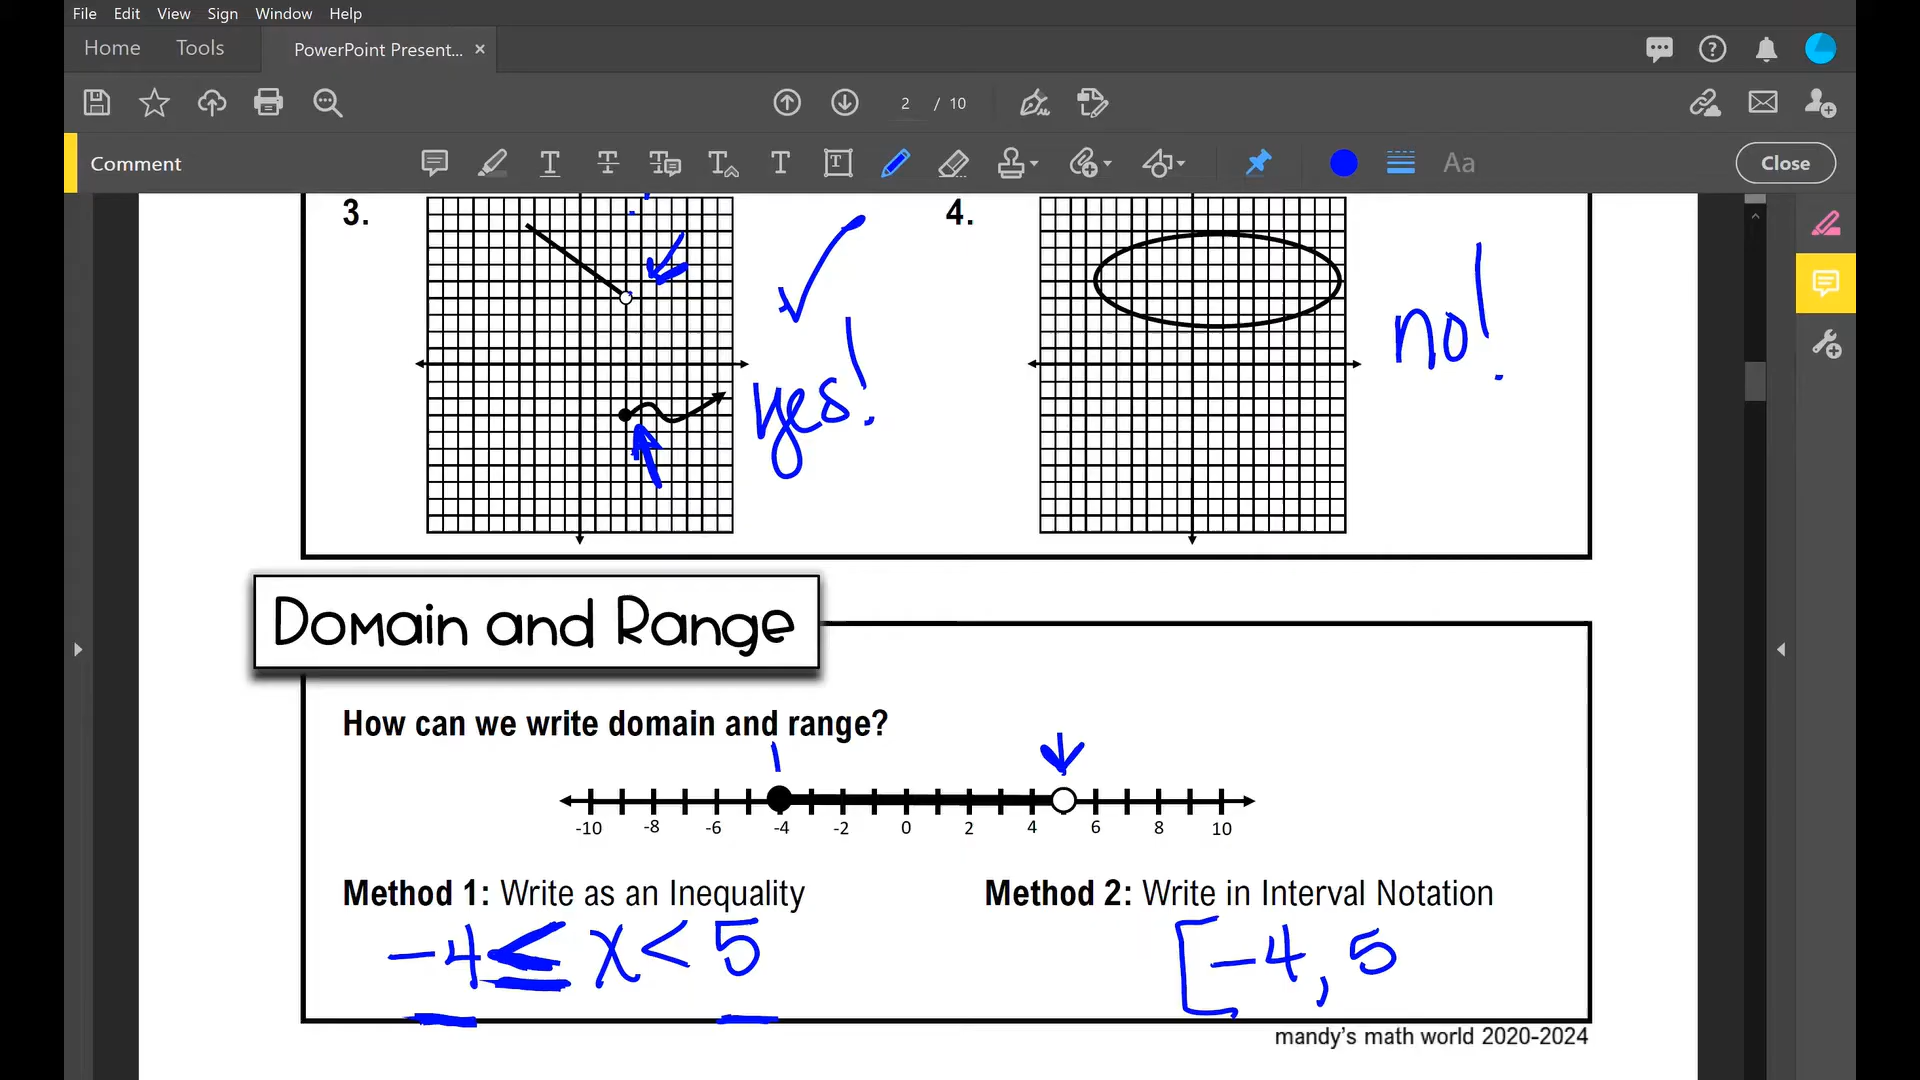 File Edit View Sign Window Help
Home Tools PowerPoint Present... ×
2 / 10
Comment
Aa
Close
3.
4.
yes!
no!
Domain and Range
How can we write domain and range?
-10 -8 -6 -4 -2 0 2 4 6 8 10
Method 1: Write as an Inequality
Method 2: Write in Interval Notation
-4 ≤ x < 5
[-4, 5
mandy's math world 2020-2024